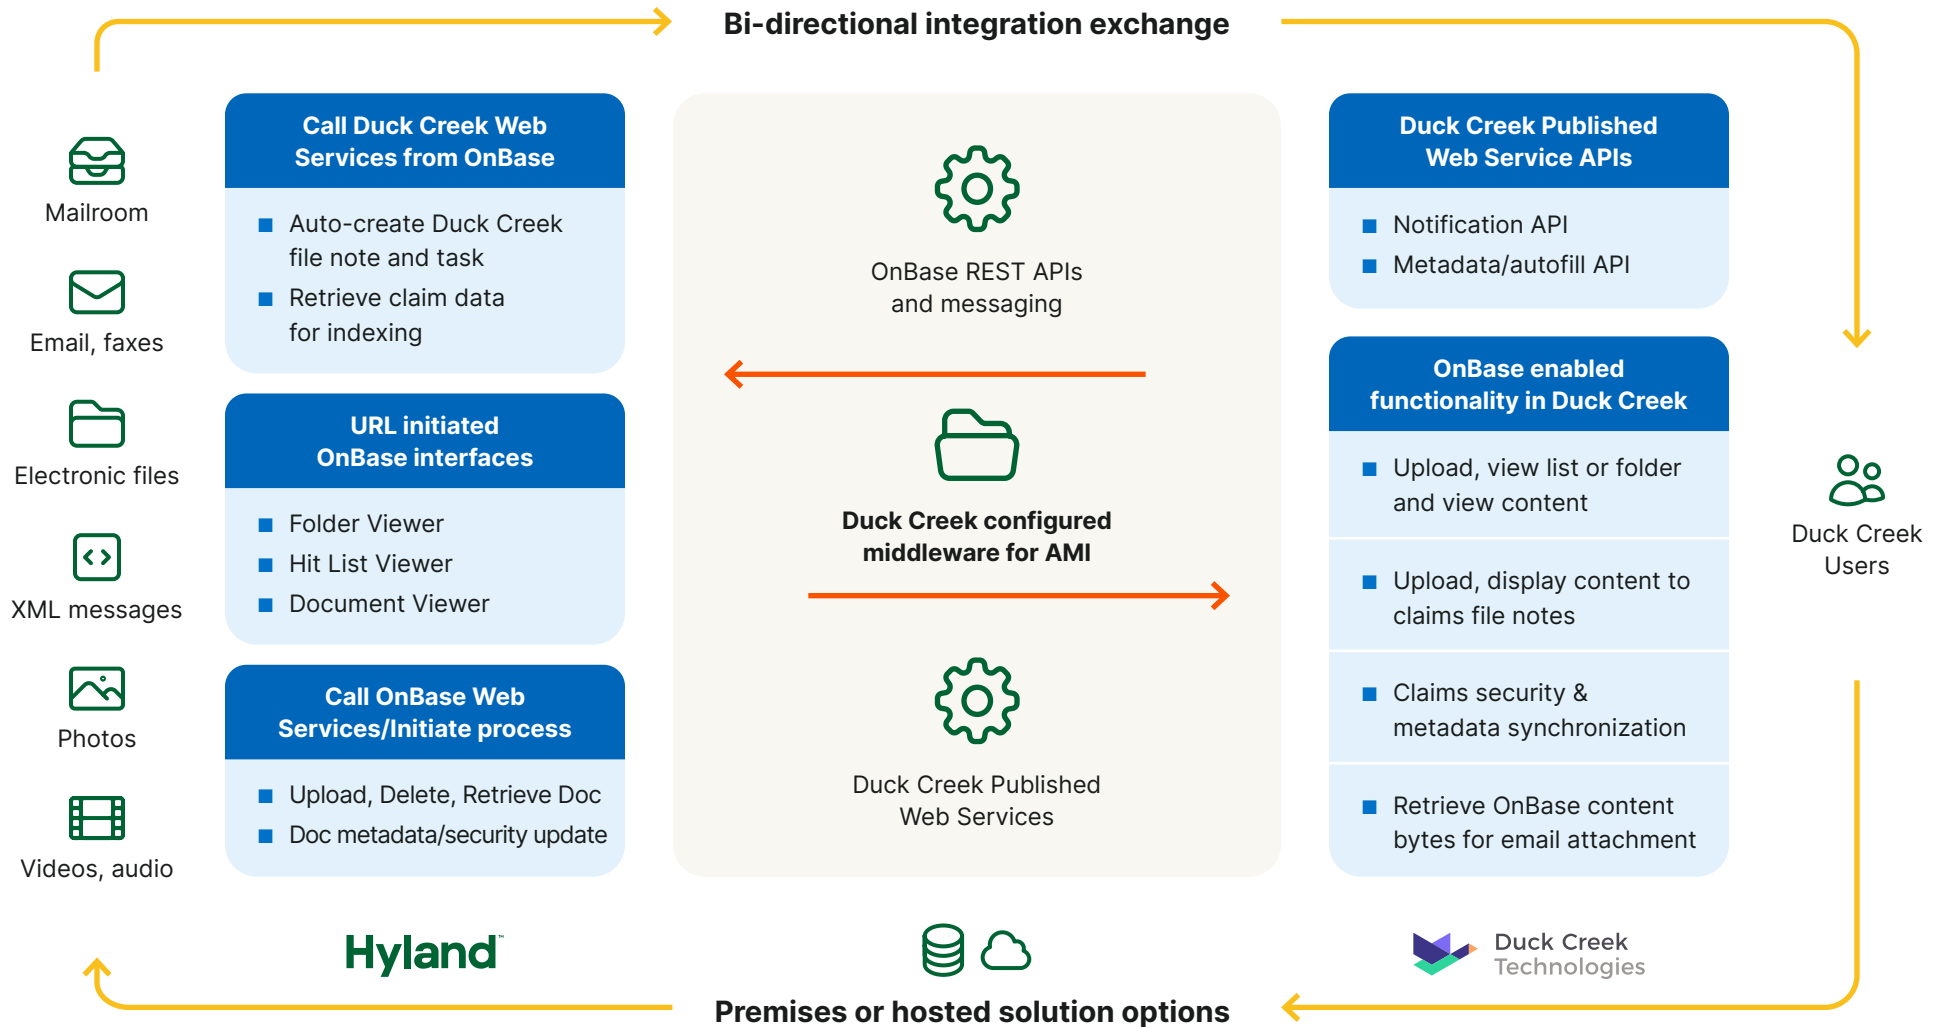 Bi-directional integration exchange
Mailroom
Email, faxes
Electronic files
XML messages
Photos
Videos, audio
Call Duck Creek Web
Services from OnBase
Auto-create Duck Creek
file note and task
Retrieve claim data
for indexing
URL initiated
OnBase interfaces
Folder Viewer
Hit List Viewer
Document Viewer
Call OnBase Web
Services/Initiate process
Upload, Delete, Retrieve Doc
Doc metadata/security update
OnBase REST APIs
and messaging
Duck Creek configured
middleware for AMI
Duck Creek Published
Web Services
Duck Creek Published
Web Service APIs
Notification API
Metadata/autofill API
OnBase enabled
functionality in Duck Creek
Upload, view list or folder
and view content
Upload, display content to
claims file notes
Claims security &
metadata synchronization
Retrieve OnBase content
bytes for email attachment
Duck Creek
Users
Hyland™
Duck Creek
Technologies
Premises or hosted solution options